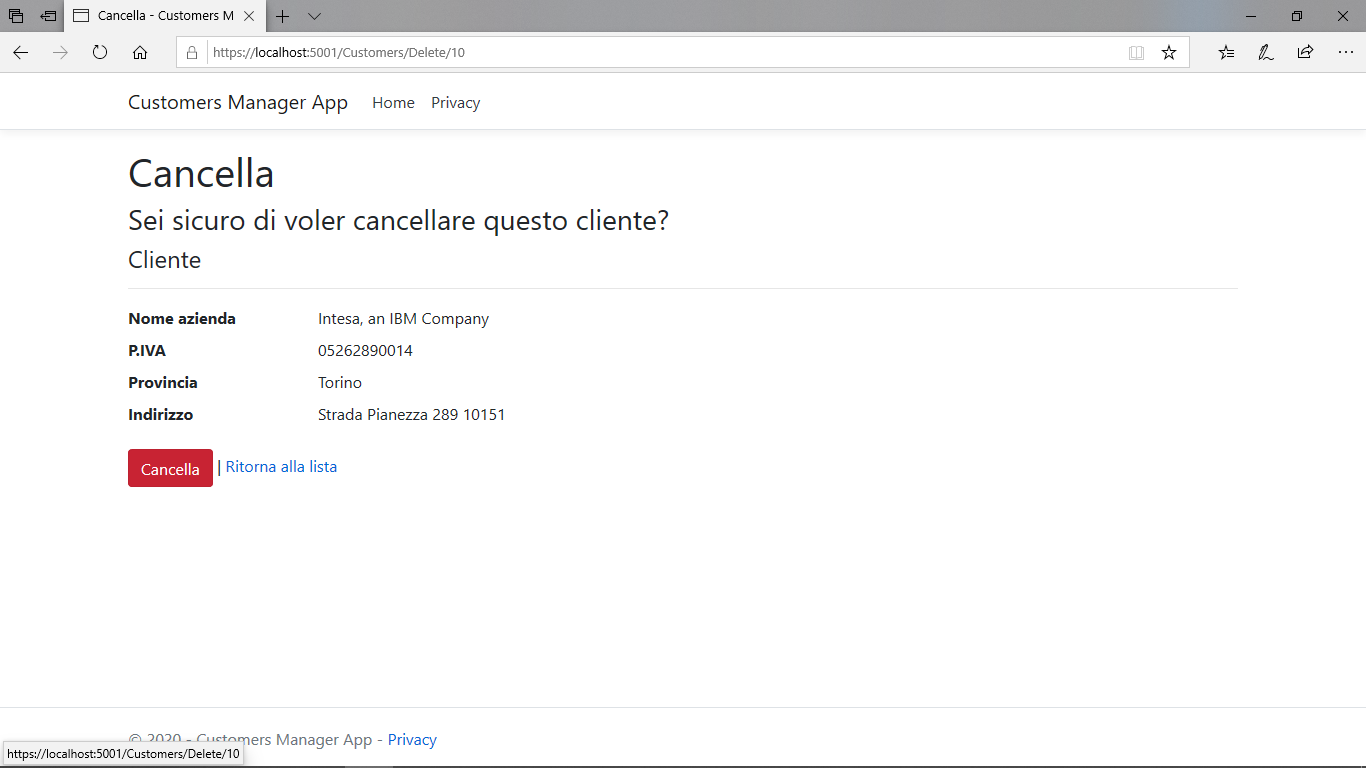 Cancella - Customers M
https://localhost:5001/Customers/Delete/10
Customers Manager App Home Privacy
Cancella
Sei sicuro di voler cancellare questo cliente?
Cliente
Nome azienda Intesa, an IBM Company
P.IVA 05262890014
Provincia Torino
Indirizzo Strada Pianezza 289 10151
Cancella | Ritorna alla lista
© 2020 - Customers Manager App - Privacy
https://localhost:5001/Customers/Delete/10